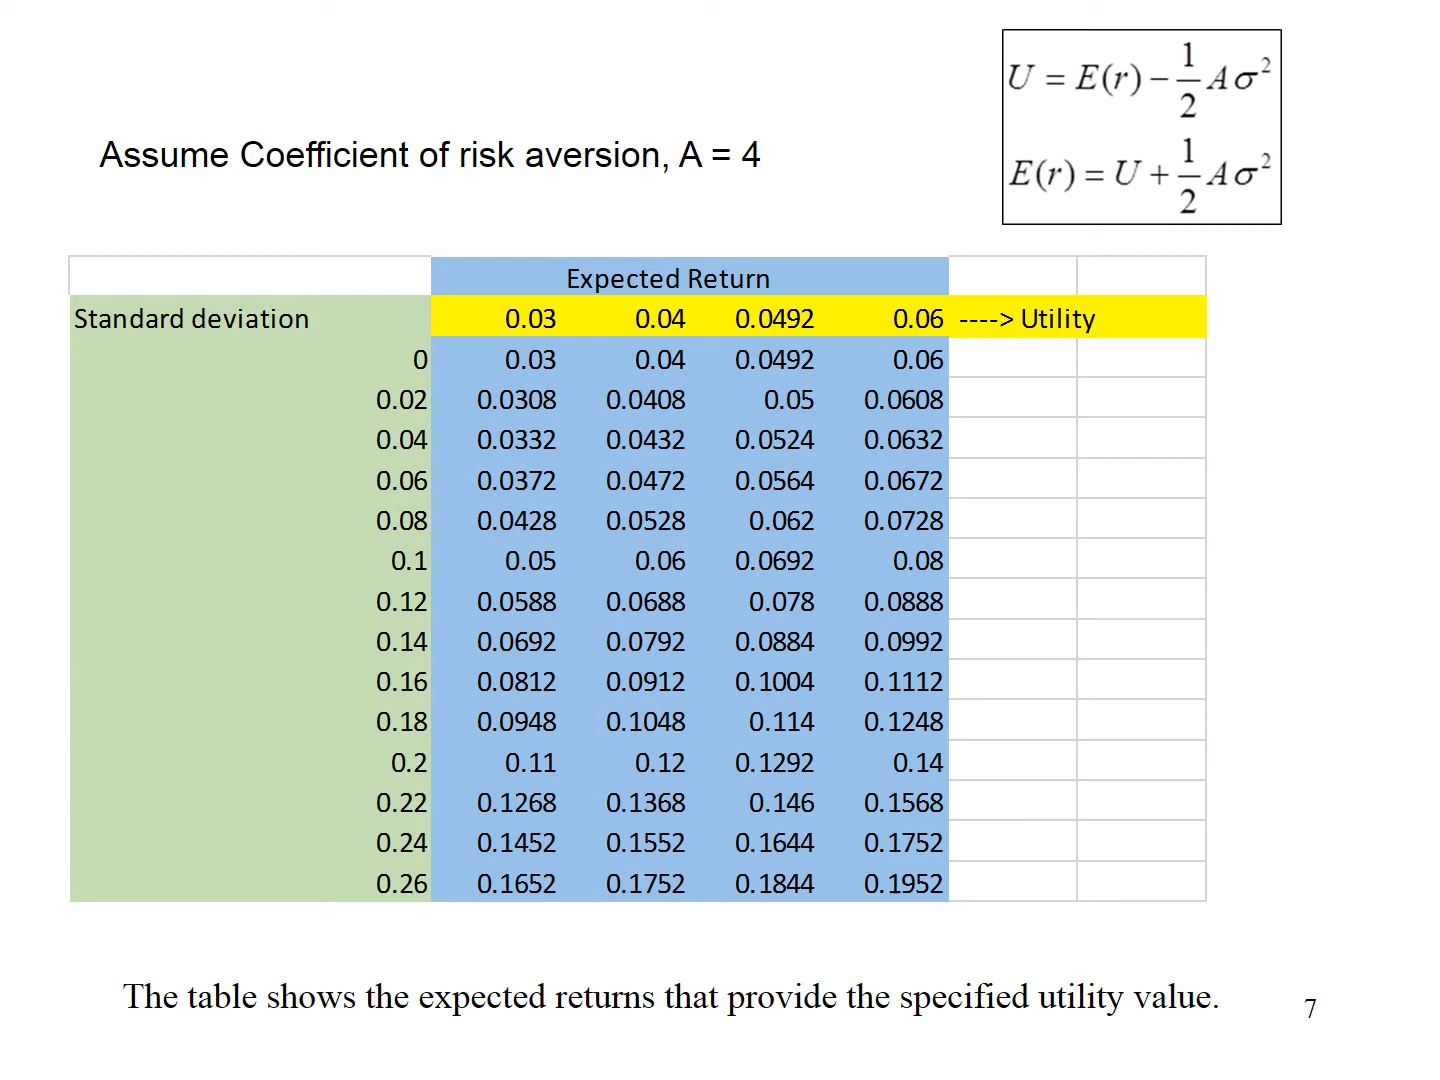 U = E(r) − 1/2 Aσ²
Assume Coefficient of risk aversion, A = 4
E(r) = U + 1/2 Aσ²
Expected Return
Standard deviation 0.03 0.04 0.0492 0.06 ----> Utility
0 0.03 0.04 0.0492 0.06
0.02 0.0308 0.0408 0.05 0.0608
0.04 0.0332 0.0432 0.0524 0.0632
0.06 0.0372 0.0472 0.0564 0.0672
0.08 0.0428 0.0528 0.062 0.0728
0.1 0.05 0.06 0.0692 0.08
0.12 0.0588 0.0688 0.078 0.0888
0.14 0.0692 0.0792 0.0884 0.0992
0.16 0.0812 0.0912 0.1004 0.1112
0.18 0.0948 0.1048 0.114 0.1248
0.2 0.11 0.12 0.1292 0.14
0.22 0.1268 0.1368 0.146 0.1568
0.24 0.1452 0.1552 0.1644 0.1752
0.26 0.1652 0.1752 0.1844 0.1952
The table shows the expected returns that provide the specified utility value.
7